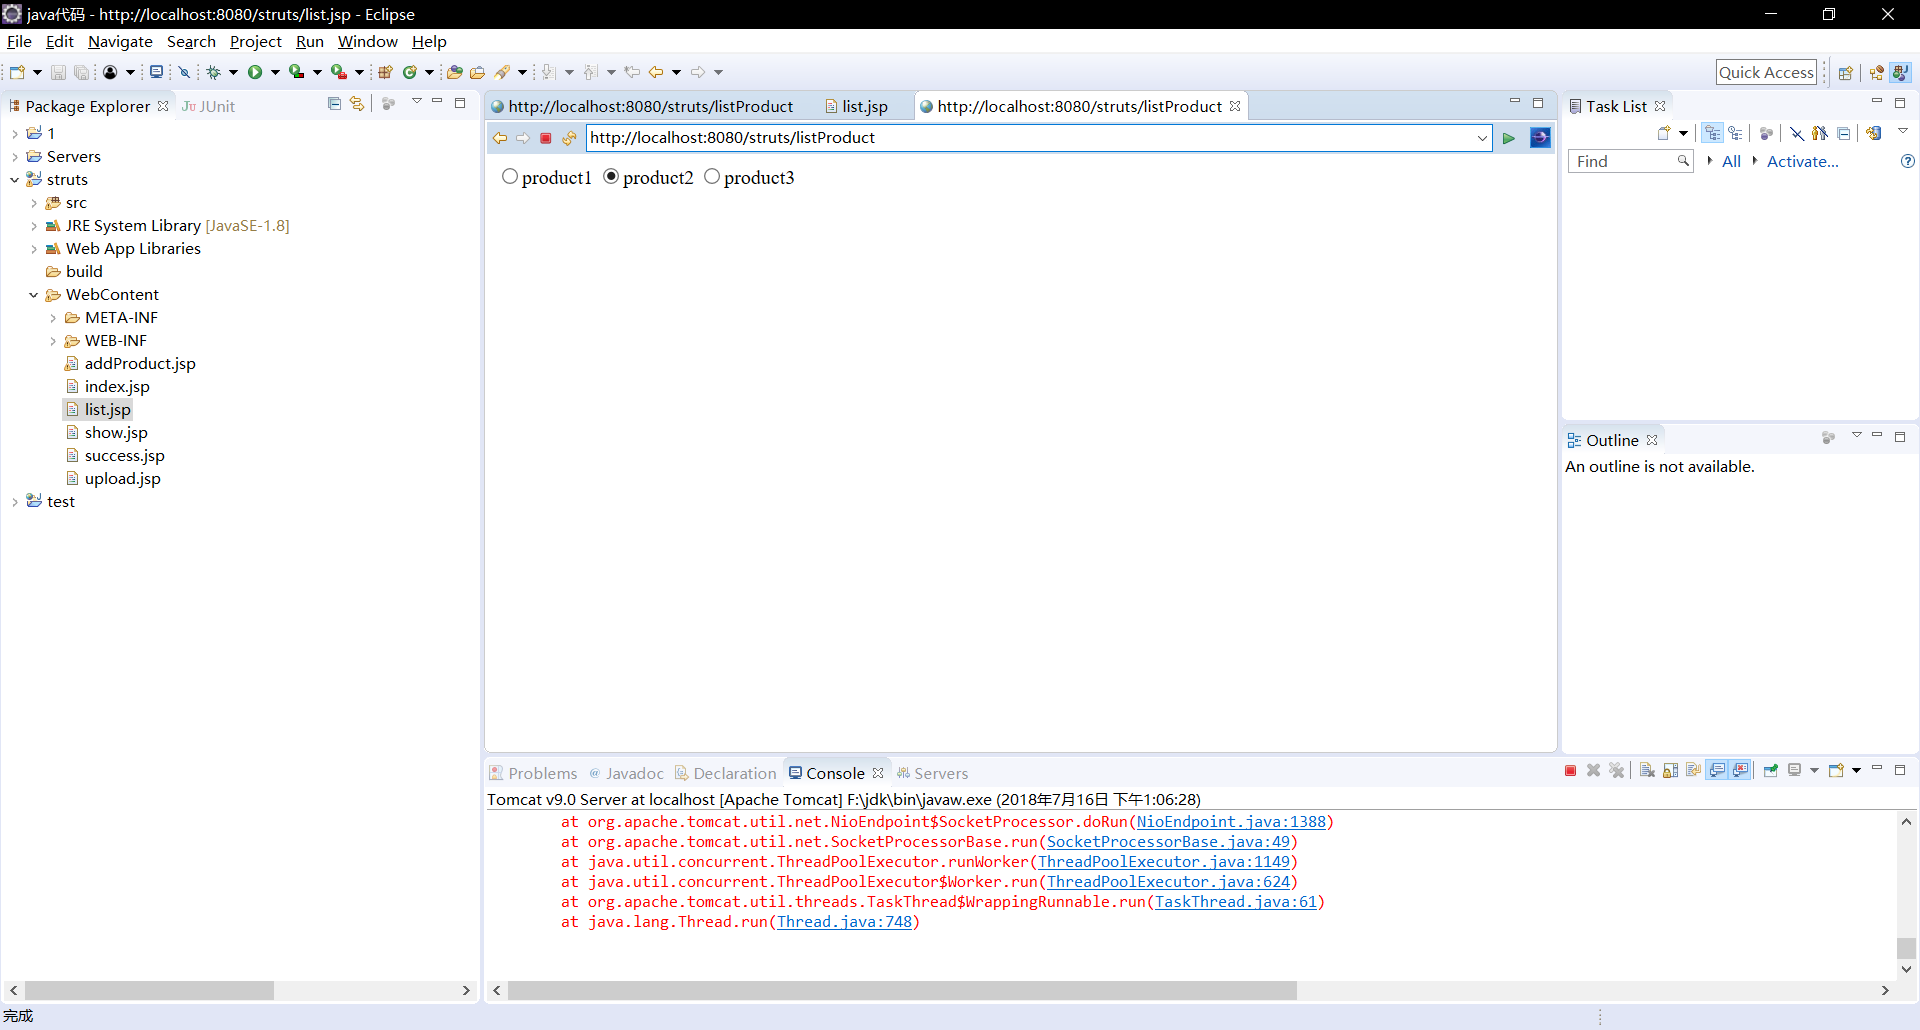 java代码 - http://localhost:8080/struts/list.jsp - Eclipse
File Edit Navigate Search Project Run Window Help
Quick Access
Package Explorer
JUnit
1
Servers
struts
src
JRE System Library [JavaSE-1.8]
Web App Libraries
build
WebContent
META-INF
WEB-INF
addProduct.jsp
index.jsp
list.jsp
show.jsp
success.jsp
upload.jsp
test
http://localhost:8080/struts/listProduct
list.jsp
http://localhost:8080/struts/listProduct
http://localhost:8080/struts/listProduct
product1 product2 product3
Task List
Find
All
Activate...
Outline
An outline is not available.
Problems
@ Javadoc
Declaration
Console
Servers
Tomcat v9.0 Server at localhost [Apache Tomcat] F:\jdk\bin\javaw.exe (2018年7月16日 下午1:06:28)
at org.apache.tomcat.util.net.NioEndpoint$SocketProcessor.doRun(NioEndpoint.java:1388)
at org.apache.tomcat.util.net.SocketProcessorBase.run(SocketProcessorBase.java:49)
at java.util.concurrent.ThreadPoolExecutor.runWorker(ThreadPoolExecutor.java:1149)
at java.util.concurrent.ThreadPoolExecutor$Worker.run(ThreadPoolExecutor.java:624)
at org.apache.tomcat.util.threads.TaskThread$WrappingRunnable.run(TaskThread.java:61)
at java.lang.Thread.run(Thread.java:748)
完成